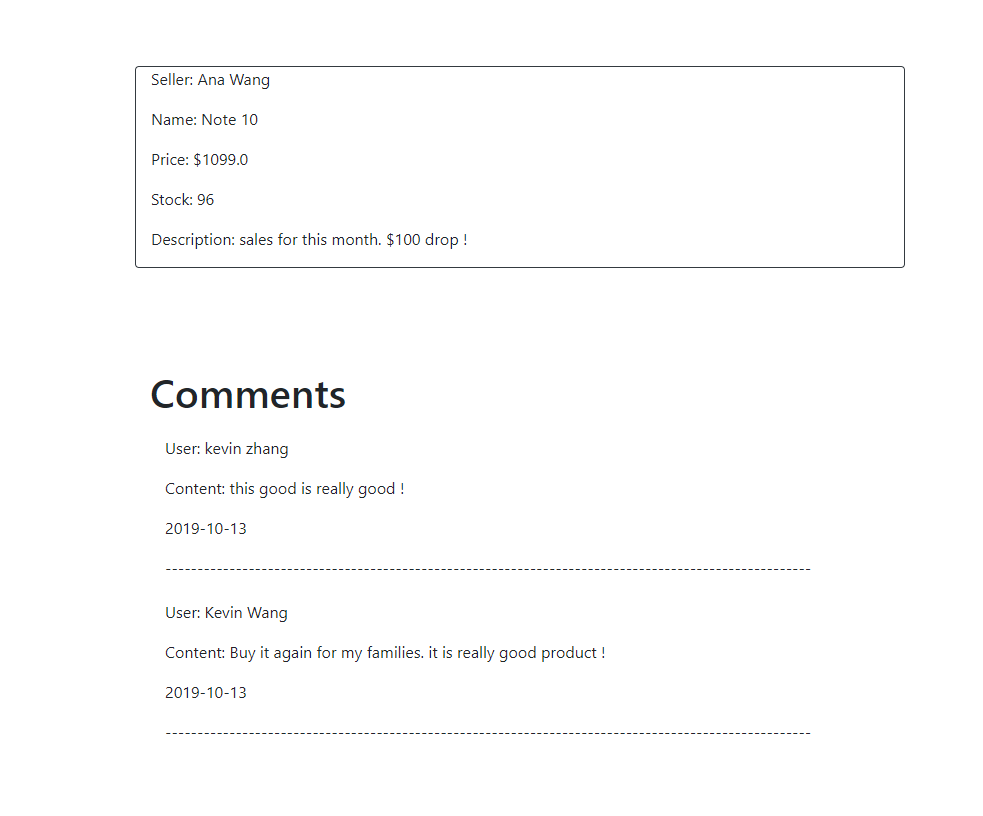 Seller: Ana Wang
Name: Note 10
Price: $1099.0
Stock: 96
Description: sales for this month. $100 drop !
Comments
User: kevin zhang
Content: this good is really good !
2019-10-13
-----------------------------------------------------------------------------------------------------
User: Kevin Wang
Content: Buy it again for my families. it is really good product !
2019-10-13
-----------------------------------------------------------------------------------------------------